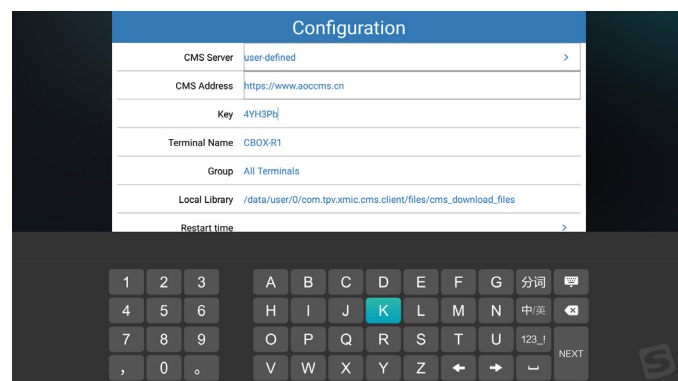 Configuration
CMS Server user-defined >
CMS Address https://www.aoccms.cn
Key 4YH3Pb
Terminal Name CBOX-R1
Group All Terminals
Local Library /data/user/0/com.tpv.xmic.cms.client/files/cms_download_files
Restart time >
1 2 3 A B C D E F G 分词
4 5 6 H I J K L M N 中/英
7 8 9 O P Q R S T U 123_!
， 0 。 V W X Y Z NEXT
S